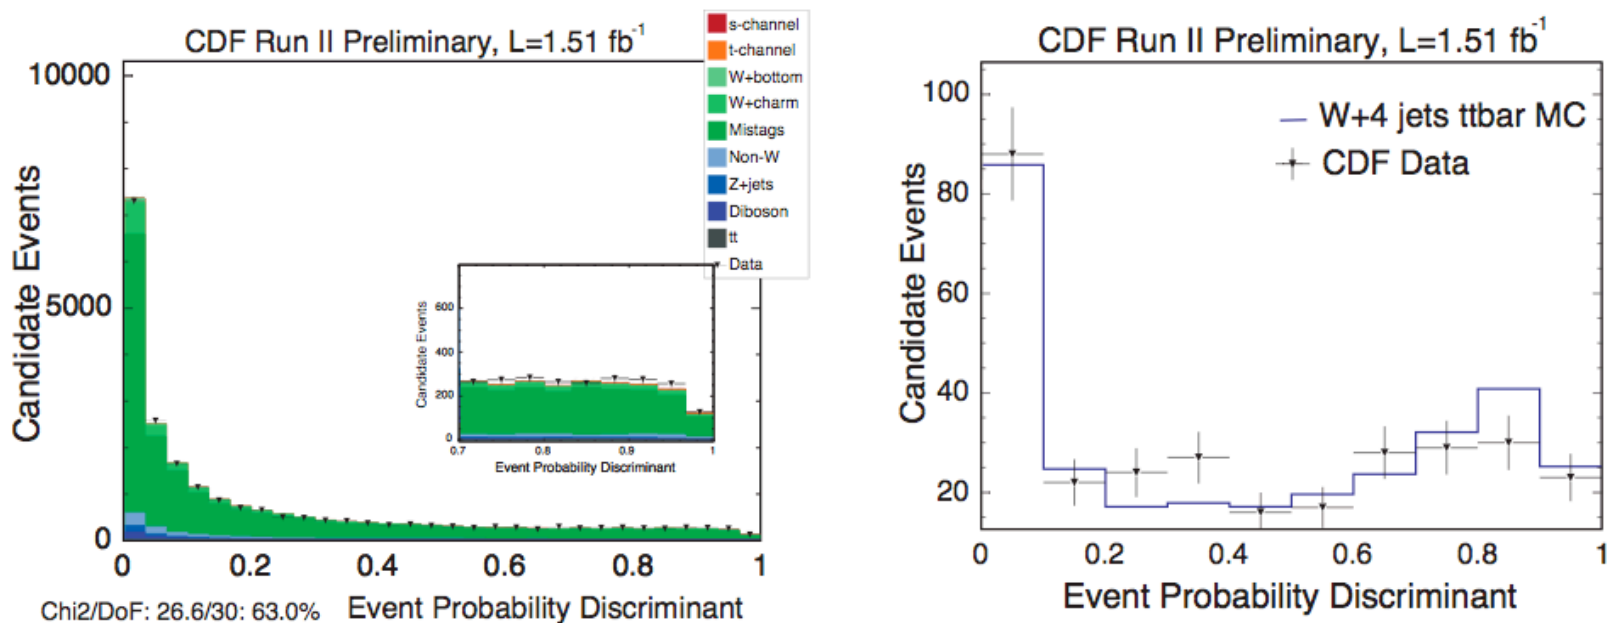 CDF Run II Preliminary, L=1.51 fb⁻¹
s-channel
t-channel
W+bottom
W+charm
Mistags
Non-W
Z+jets
Diboson
tt
Data
10000
5000
0
Candidate Events
0 0.2 0.4 0.6 0.8 1
Event Probability Discriminant
Chi2/DoF: 26.6/30: 63.0%
600
400
200
0
Candidate Events
0.7 0.8 0.9 1
Event Probability Discriminant
CDF Run II Preliminary, L=1.51 fb⁻¹
W+4 jets ttbar MC
CDF Data
100
80
60
40
20
Candidate Events
0 0.2 0.4 0.6 0.8 1
Event Probability Discriminant